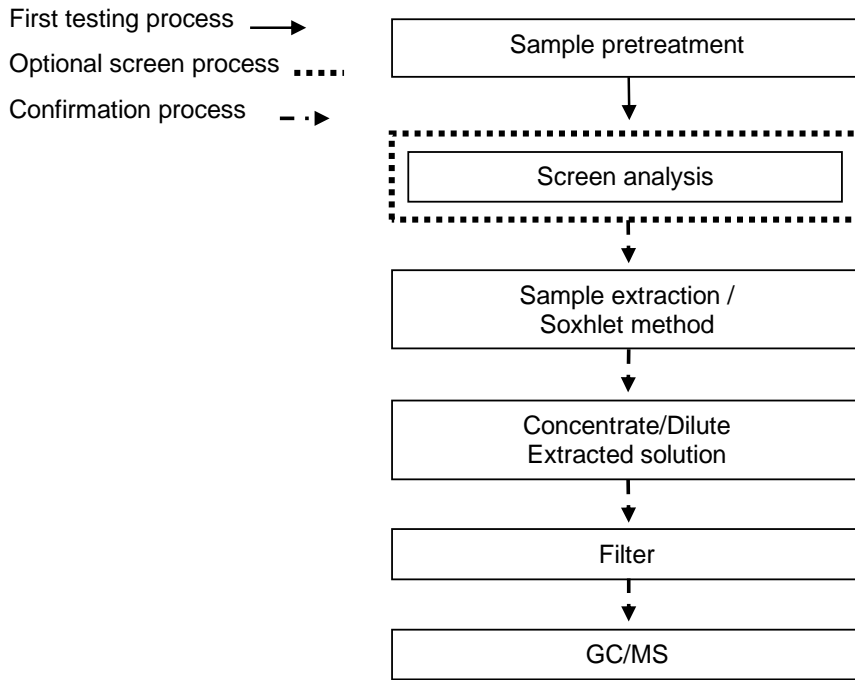 First testing process
Optional screen process
Confirmation process
Sample pretreatment
Screen analysis
Sample extraction /
Soxhlet method
Concentrate/Dilute
Extracted solution
Filter
GC/MS